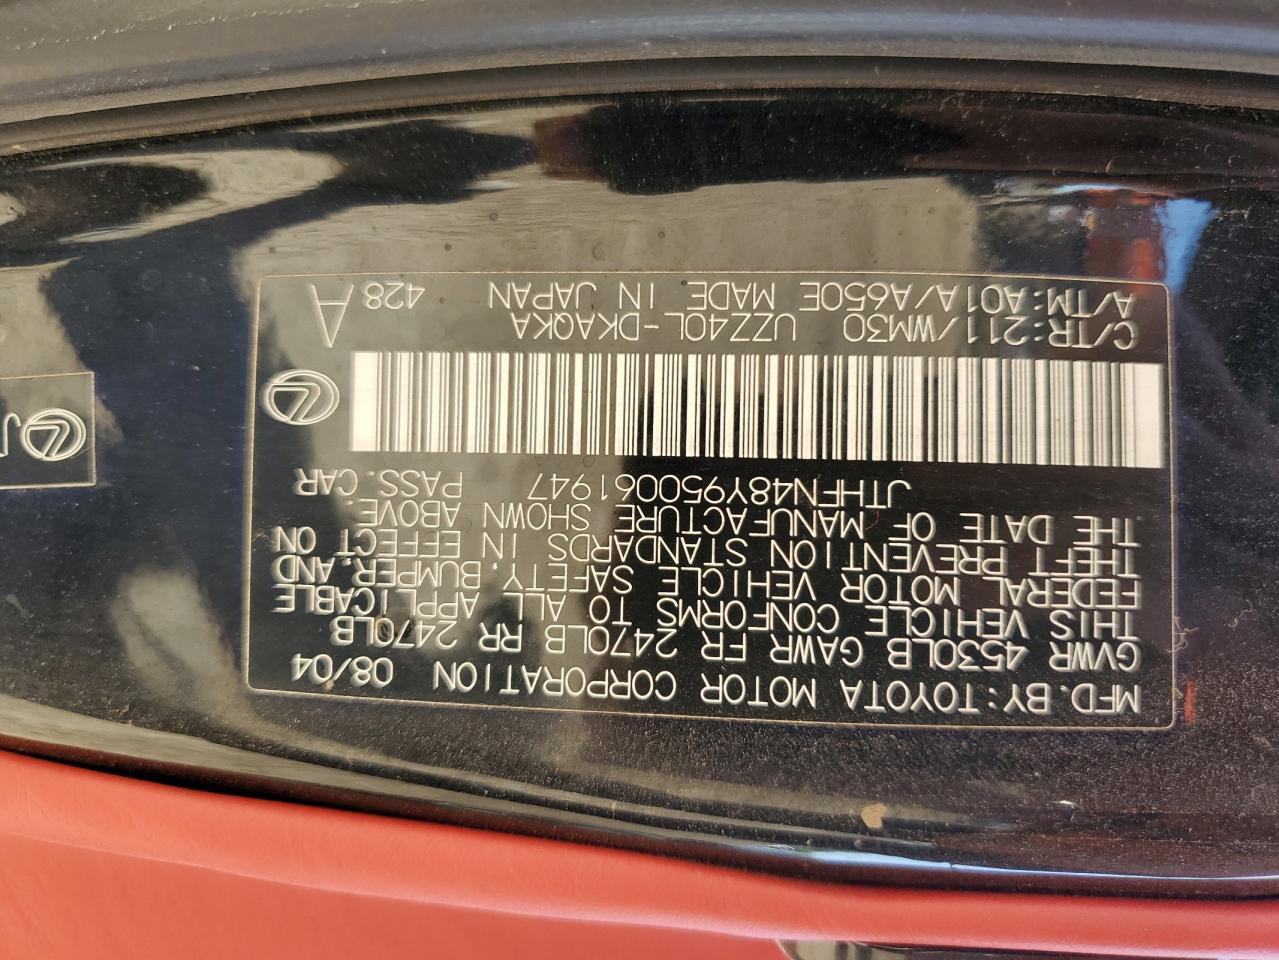 MFD. BY: TOYOTA MOTOR CORPORATION 08/04
GVWR 4530LB GAWR FR 2470LB RR 2470LB
THIS VEHICLE CONFORMS TO ALL APPLICABLE
FEDERAL MOTOR VEHICLE SAFETY, BUMPER, AND
THEFT PREVENTION STANDARDS IN EFFECT ON
THE DATE OF MANUFACTURE SHOWN ABOVE.
JTHFN48Y950061947 PASS. CAR
C/TR: 211/WM30 UZZ40L-DKAQKA
A/TM: A01A/A650E MADE IN JAPAN 428 A
J